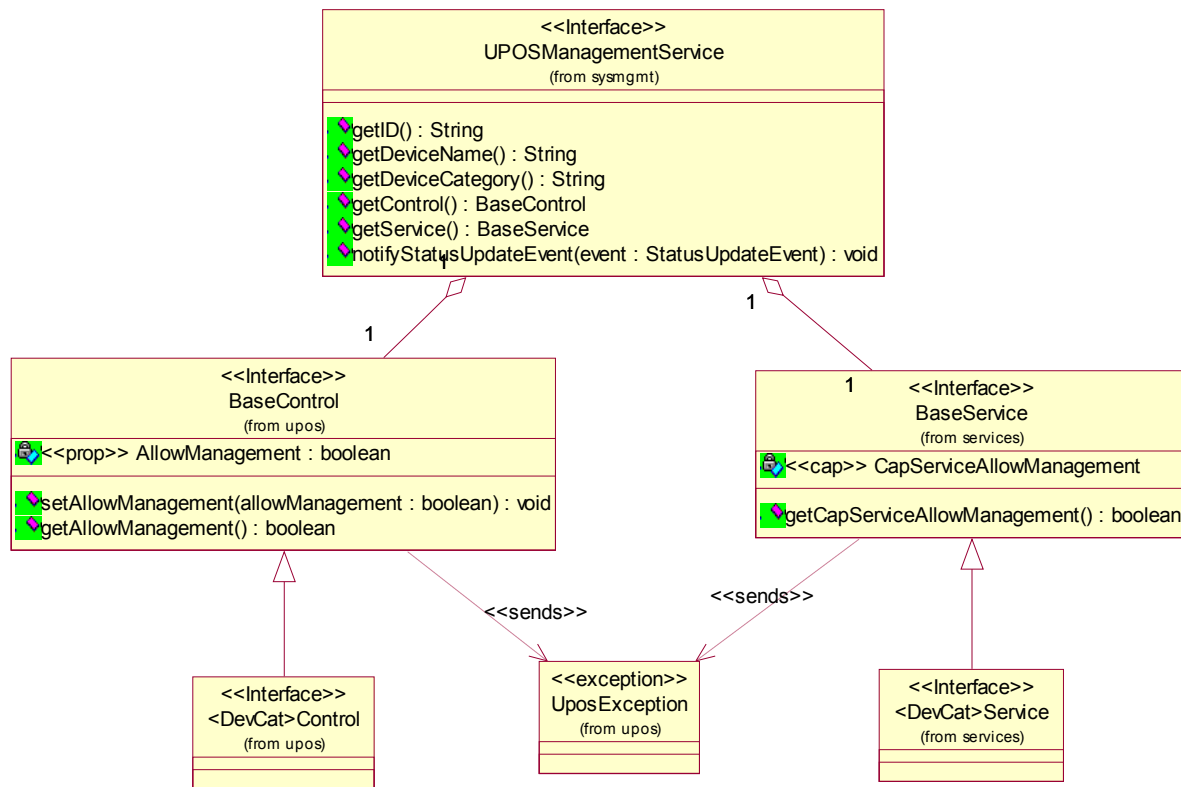 <<Interface>>
UPOSManagementService
(from sysmgmt)
getID() : String
getDeviceName() : String
getDeviceCategory() : String
getControl() : BaseControl
getService() : BaseService
notifyStatusUpdateEvent(event : StatusUpdateEvent) : void
1
1
1
1
<<Interface>>
BaseControl
(from upos)
<<prop>> AllowManagement : boolean
setAllowManagement(allowManagement : boolean) : void
getAllowManagement() : boolean
<<Interface>>
BaseService
(from services)
<<cap>> CapServiceAllowManagement
getCapServiceAllowManagement() : boolean
<<sends>>
<<sends>>
<<Interface>>
<DevCat>Control
(from upos)
<<exception>>
UposException
(from upos)
<<Interface>>
<DevCat>Service
(from services)